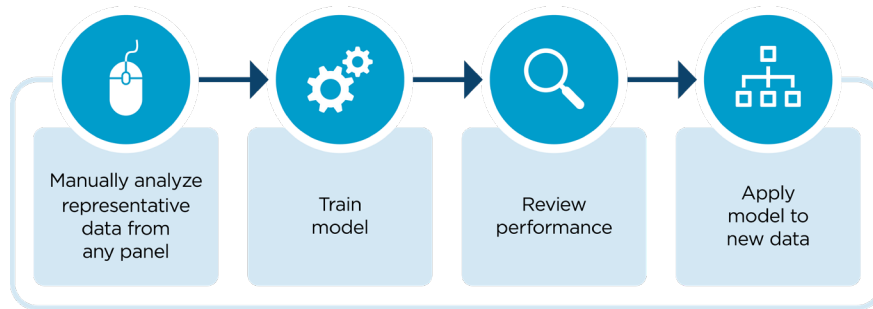 Manually analyze
representative
data from
any panel
Train
model
Review
performance
Apply
model to
new data